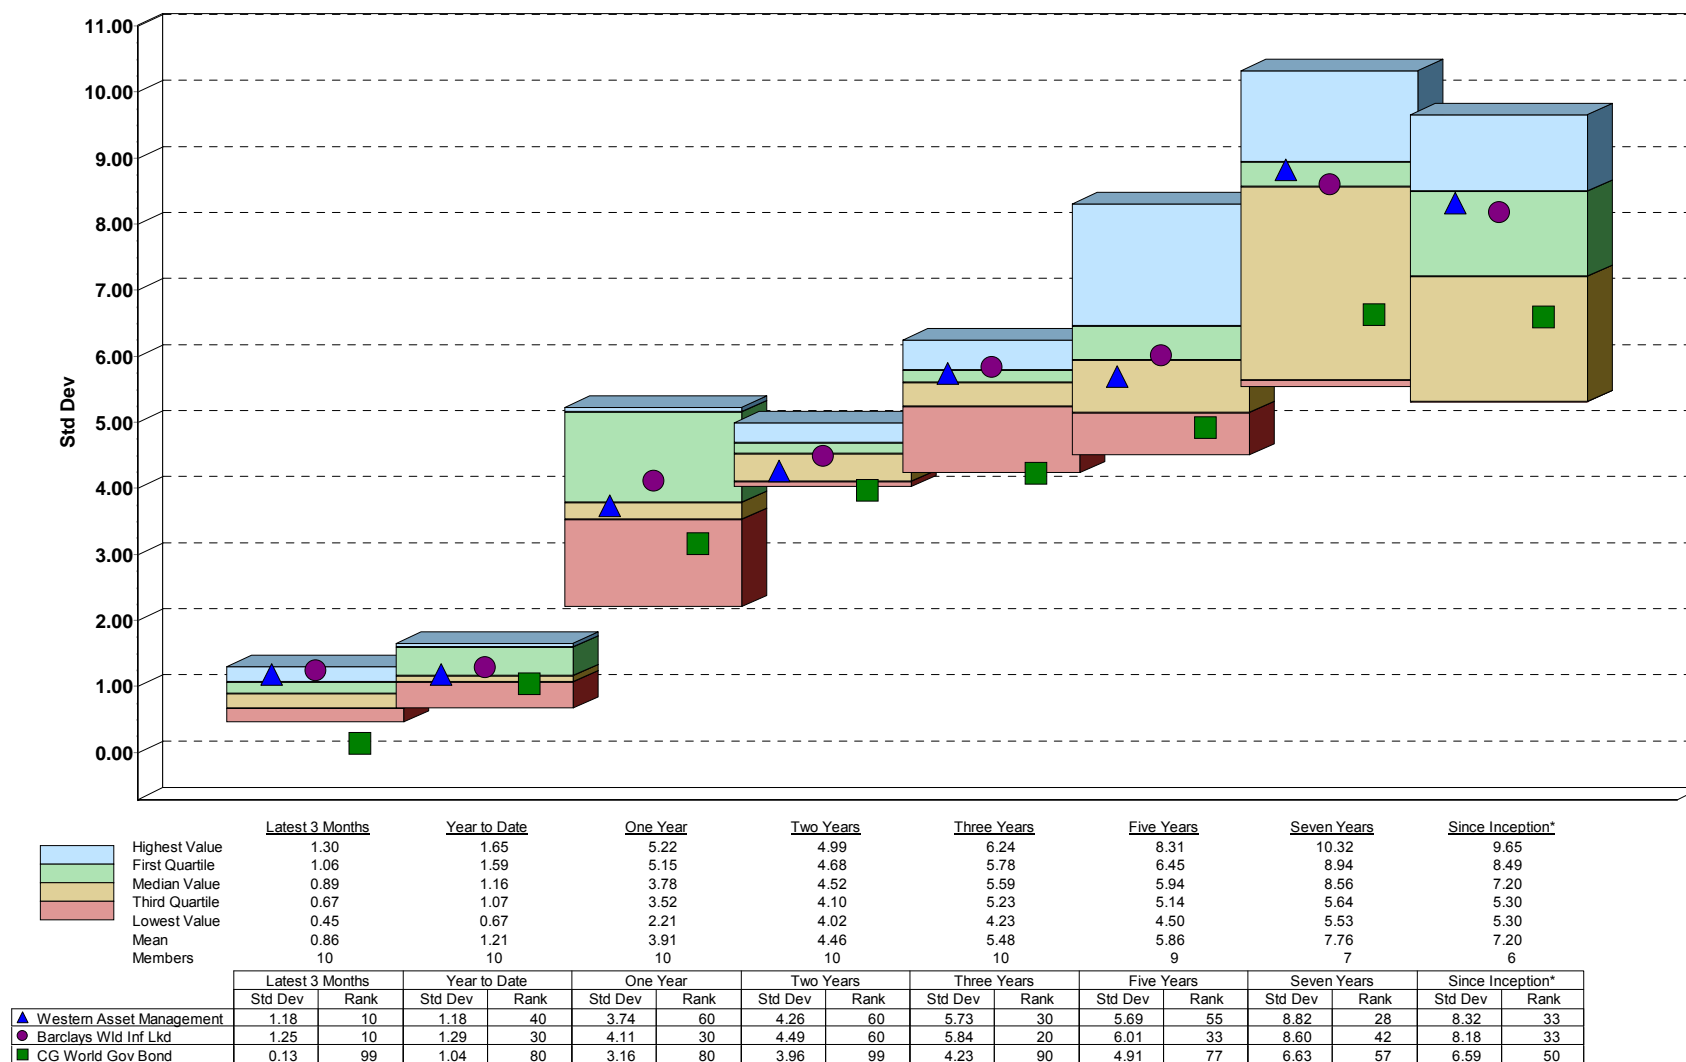 11.00
10.00
9.00
8.00
7.00
6.00
5.00
4.00
3.00
2.00
1.00
0.00
Std Dev
Latest 3 Months Year to Date One Year Two Years Three Years Five Years Seven Years Since Inception*
Highest Value 1.30 1.65 5.22 4.99 6.24 8.31 10.32 9.65
First Quartile 1.06 1.59 5.15 4.68 5.78 6.45 8.94 8.49
Median Value 0.89 1.16 3.78 4.52 5.59 5.94 8.56 7.20
Third Quartile 0.67 1.07 3.52 4.10 5.23 5.14 5.64 5.30
Lowest Value 0.45 0.67 2.21 4.02 4.23 4.50 5.53 5.30
Mean 0.86 1.21 3.91 4.46 5.48 5.86 7.76 7.20
Members 10 10 10 10 10 9 7 6
Latest 3 Months Year to Date One Year Two Years Three Years Five Years Seven Years Since Inception*
Std Dev Rank Std Dev Rank Std Dev Rank Std Dev Rank Std Dev Rank Std Dev Rank Std Dev Rank Std Dev Rank
Western Asset Management 1.18 10 1.18 40 3.74 60 4.26 60 5.73 30 5.69 55 8.82 28 8.32 33
Barclays Wld Inf Lkd 1.25 10 1.29 30 4.11 30 4.49 60 5.84 20 6.01 33 8.60 42 8.18 33
CG World Gov Bond 0.13 99 1.04 80 3.16 80 3.96 99 4.23 90 4.91 77 6.63 57 6.59 50